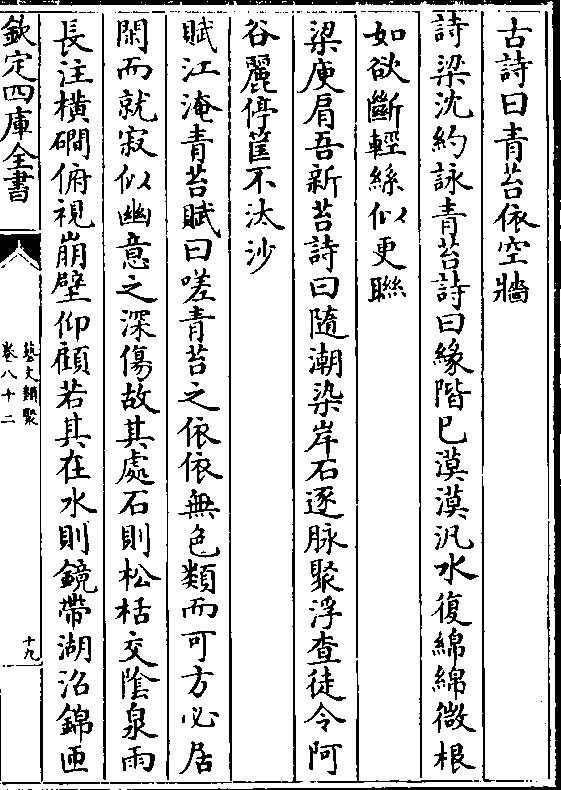 古詩曰青苔依空牆
詩梁沈約詠青苔詩曰緣階已漠漠汎水復綿綿微根
如欲斷輕絲似更聯
梁庾肩吾新苔詩曰隨潮染岸石逐脉聚浮查徒令阿
谷麗停筐不汰沙
賦江淹青苔賦曰嗟青苔之依依無色類而可方必居
閑而就寂似幽意之深傷故其處石則松栝交陰泉雨
長注橫磵俯視崩壁仰顧若其在水則鏡帶湖沼錦匝
欽定四庫全書
藝文類聚
卷八十二
十九